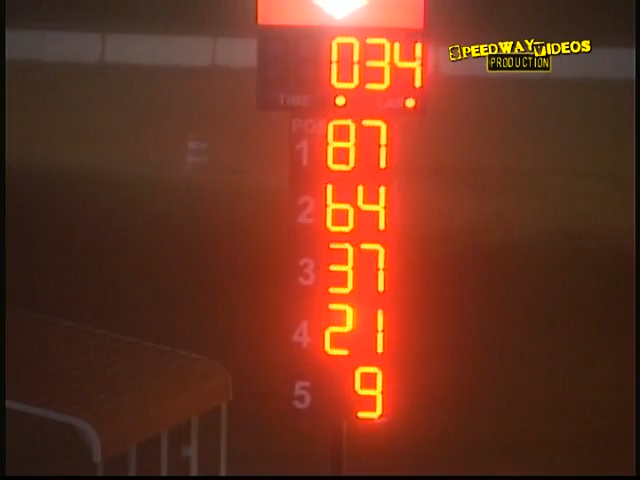 SPEEDWAY VIDEOS
PRODUCTION
034
TIME LAP
POS
1 87
2 64
3 37
4 21
5 9